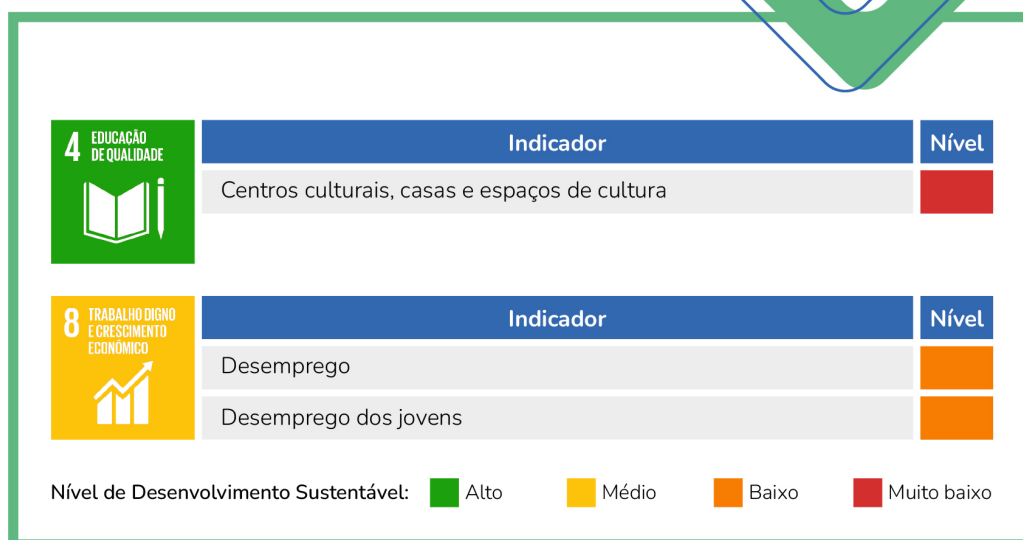 4 EDUCAÇÃO
DE QUALIDADE
Indicador Nível
Centros culturais, casas e espaços de cultura
8 TRABALHO DIGNO
E CRESCIMENTO
ECONÔMICO
Indicador Nível
Desemprego
Desemprego dos jovens
Nível de Desenvolvimento Sustentável: Alto Médio Baixo Muito baixo